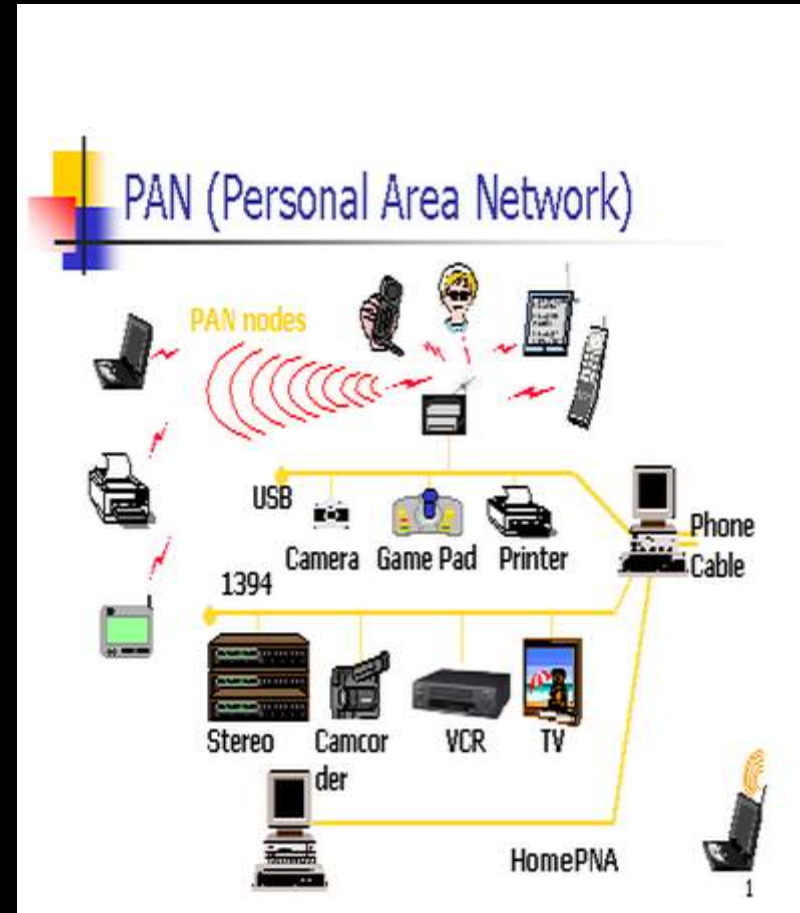 PAN (Personal Area Network)
PAN nodes
USB
Camera
Game Pad
Printer
Phone
Cable
1394
Stereo
Camcor
der
VCR
TV
HomePNA
1